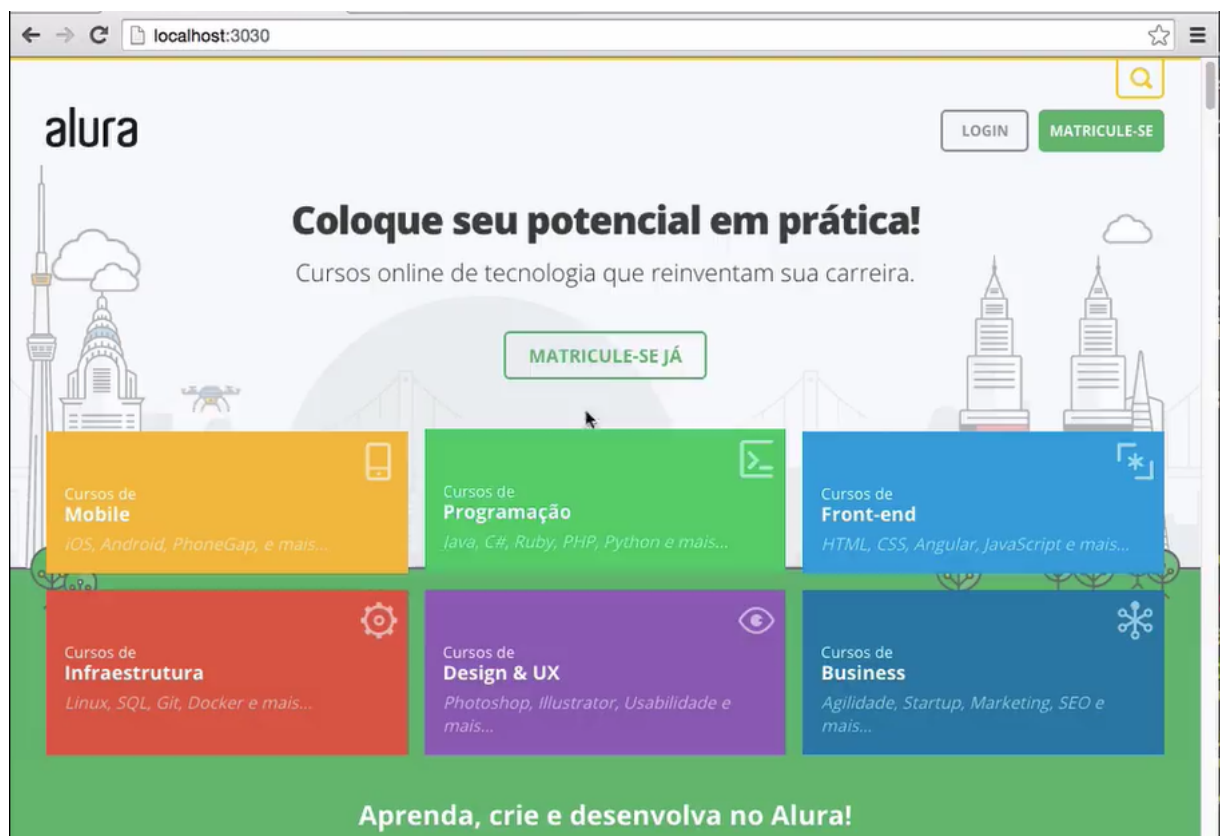 localhost:3030
alura
LOGIN
MATRICULE-SE
Coloque seu potencial em prática!
Cursos online de tecnologia que reinventam sua carreira.
MATRICULE-SE JÁ
Cursos de
Mobile
iOS, Android, PhoneGap, e mais...
Cursos de
Programação
Java, C#, Ruby, PHP, Python e mais...
Cursos de
Front-end
HTML, CSS, Angular, JavaScript e mais...
Cursos de
Infraestrutura
Linux, SQL, Git, Docker e mais...
Cursos de
Design & UX
Photoshop, Illustrator, Usabilidade e
mais...
Cursos de
Business
Agilidade, Startup, Marketing, SEO e
mais...
Aprenda, crie e desenvolva no Alura!